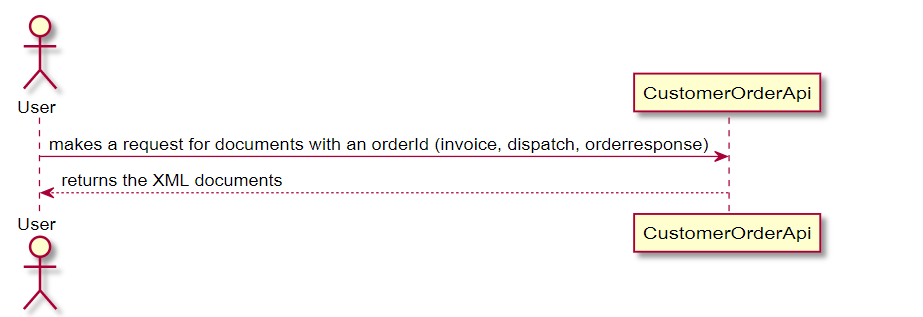 User
CustomerOrderApi
makes a request for documents with an orderId (invoice, dispatch, orderresponse)
returns the XML documents
User
CustomerOrderApi